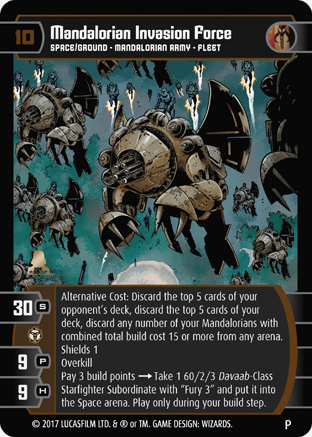 10 Mandalorian Invasion Force
SPACE/GROUND - MANDALORIAN ARMY - FLEET
Alternative Cost: Discard the top 5 cards of your
opponent's deck, discard the top 5 cards of your
30 S
deck, discard any number of your Mandalorians with
combined total build cost 15 or more from any arena.
Shields 1
9 P
Overkill
Pay 3 build points → Take 1 60/2/3 Davaab-Class
9 H
Starfighter Subordinate with "Fury 3" and put it into
the Space arena. Play only during your build step.
© 2017 LUCASFILM LTD. & ® or TM. GAME DESIGN: WIZARDS. P